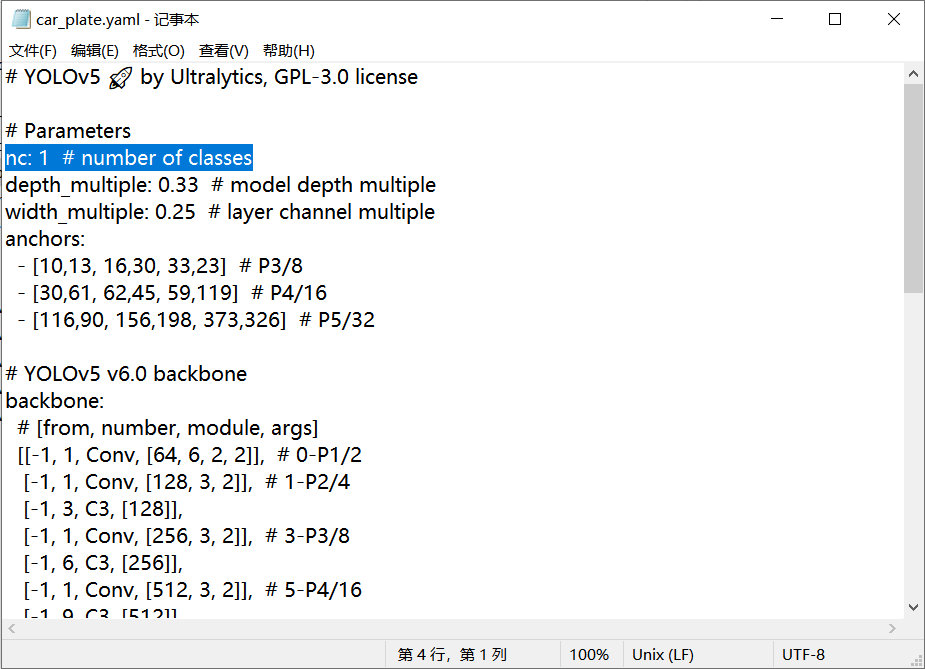 car_plate.yaml - 记事本
文件(F) 编辑(E) 格式(O) 查看(V) 帮助(H)
# YOLOv5 🚀 by Ultralytics, GPL-3.0 license
# Parameters
nc: 1  # number of classes
depth_multiple: 0.33  # model depth multiple
width_multiple: 0.25  # layer channel multiple
anchors:
  - [10,13, 16,30, 33,23]  # P3/8
  - [30,61, 62,45, 59,119]  # P4/16
  - [116,90, 156,198, 373,326]  # P5/32
# YOLOv5 v6.0 backbone
backbone:
  # [from, number, module, args]
  [[-1, 1, Conv, [64, 6, 2, 2]],  # 0-P1/2
   [-1, 1, Conv, [128, 3, 2]],  # 1-P2/4
   [-1, 3, C3, [128]],
   [-1, 1, Conv, [256, 3, 2]],  # 3-P3/8
   [-1, 6, C3, [256]],
   [-1, 1, Conv, [512, 3, 2]],  # 5-P4/16
   [-1, 9, C3, [512]],
第 4 行，第 1 列 100% Unix (LF) UTF-8